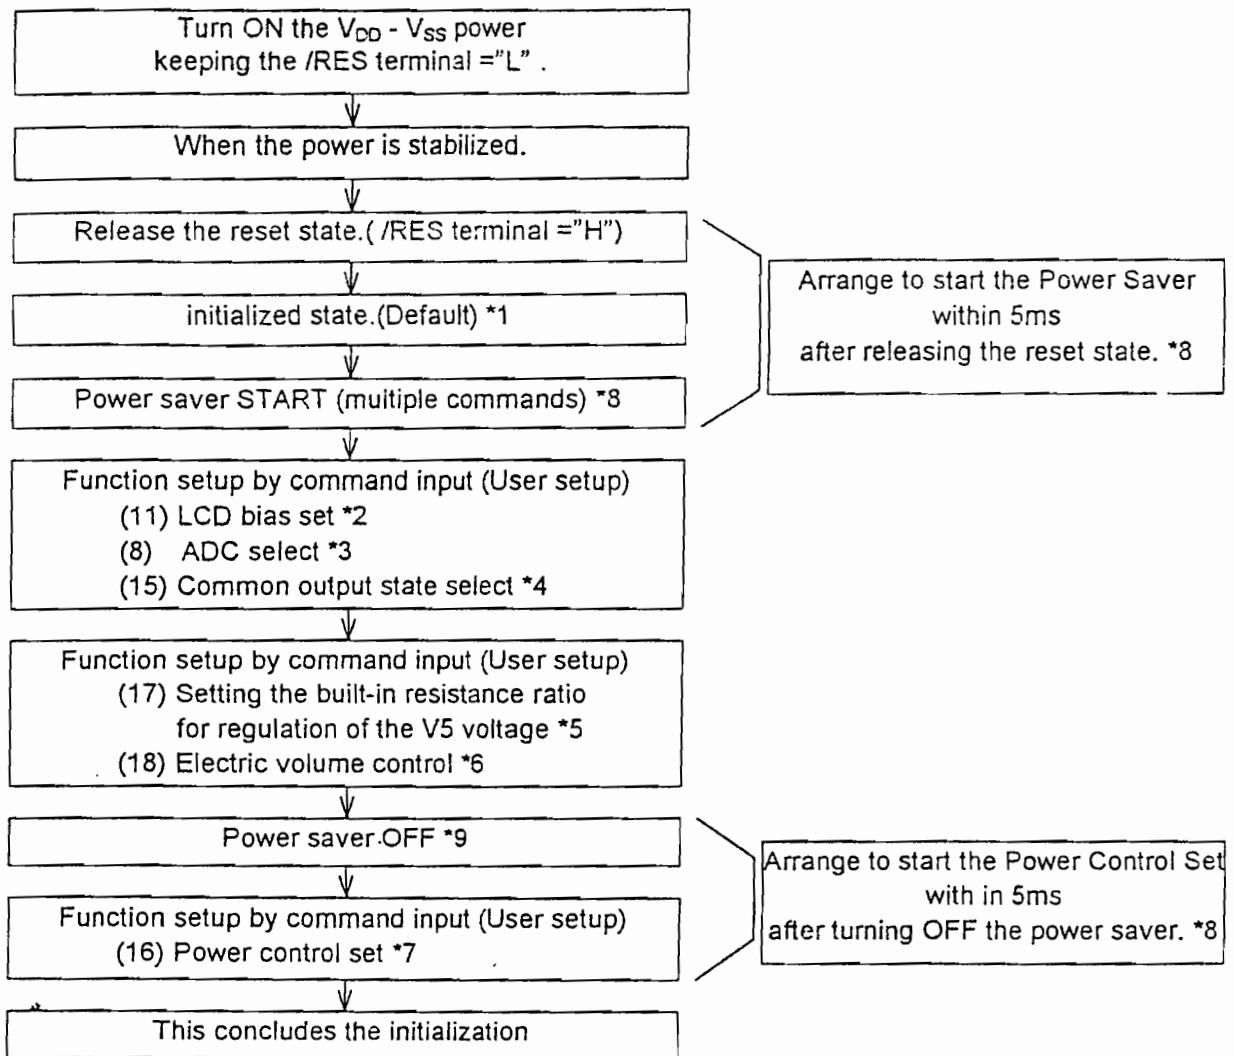 Turn ON the VDD - VSS power
keeping the /RES terminal ="L" .
When the power is stabilized.
Release the reset state.( /RES terminal ="H")
initialized state.(Default) *1
Power saver START (multiple commands) *8
Arrange to start the Power Saver
within 5ms
after releasing the reset state. *8
Function setup by command input (User setup)
(11) LCD bias set *2
(8) ADC select *3
(15) Common output state select *4
Function setup by command input (User setup)
(17) Setting the built-in resistance ratio
for regulation of the V5 voltage *5
(18) Electric volume control *6
Power saver OFF *9
Function setup by command input (User setup)
(16) Power control set *7
Arrange to start the Power Control Set
with in 5ms
after turning OFF the power saver. *8
This concludes the initialization